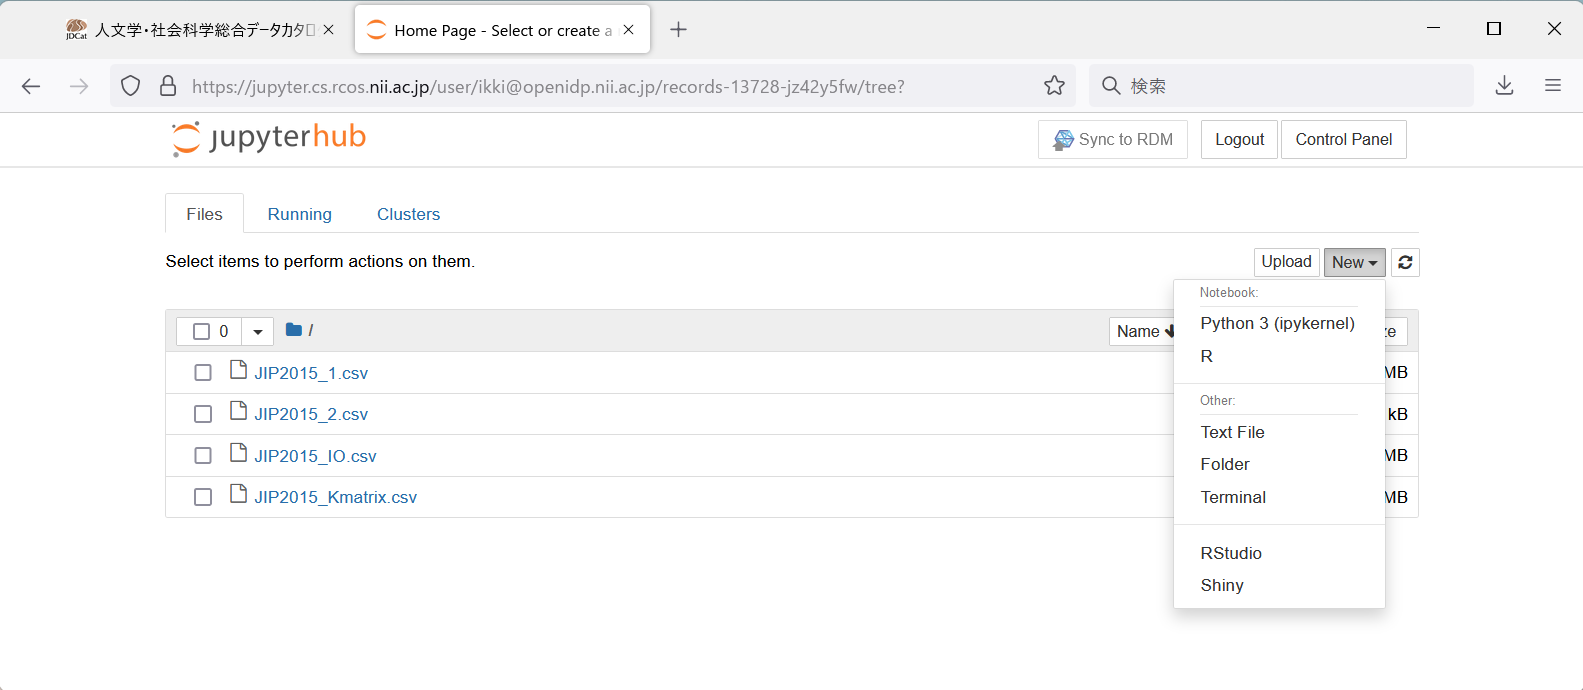 JDCat 人文学・社会科学総合データカタロ
Home Page - Select or create a
https://jupyter.cs.rcos.nii.ac.jp/user/ikki@openidp.nii.ac.jp/records-13728-jz42y5fw/tree?
検索
jupyterhub
Sync to RDM
Logout
Control Panel
Files
Running
Clusters
Select items to perform actions on them.
Upload
New
0
/
Name
ze
JIP2015_1.csv
MB
JIP2015_2.csv
kB
JIP2015_IO.csv
MB
JIP2015_Kmatrix.csv
MB
Notebook:
Python 3 (ipykernel)
R
Other:
Text File
Folder
Terminal
RStudio
Shiny